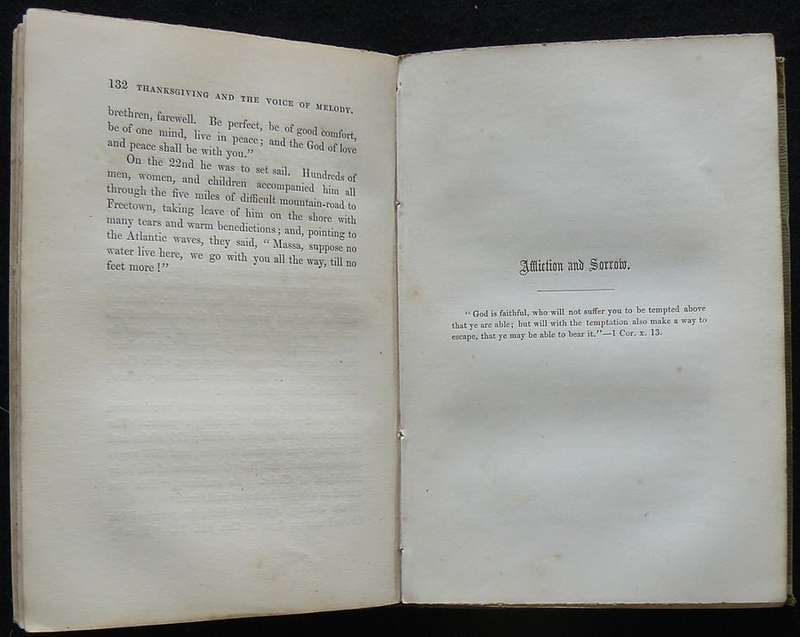 132 THANKSGIVING AND THE VOICE OF MELODY.
brethren, farewell. Be perfect, be of good comfort,
be of one mind, live in peace; and the God of love
and peace shall be with you."
On the 22nd he was to set sail. Hundreds of
men, women, and children accompanied him all
through the five miles of difficult mountain-road to
Freetown, taking leave of him on the shore with
many tears and warm benedictions; and, pointing to
the Atlantic waves, they said, "Massa, suppose no
water live here, we go with you all the way, till no
feet more!"
Affliction and Sorrow.
"God is faithful, who will not suffer you to be tempted above
that ye are able; but will with the temptation also make a way to
escape, that ye may be able to bear it."—1 Cor. x. 13.